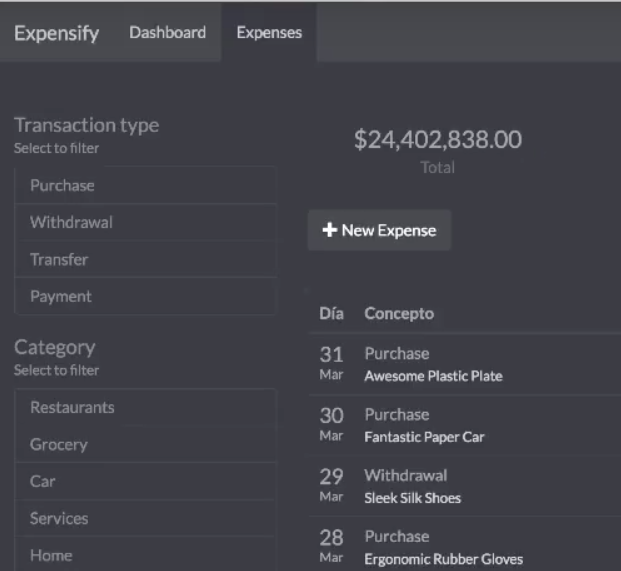 Expensify Dashboard Expenses
Transaction type
Select to filter
Purchase
Withdrawal
Transfer
Payment
Category
Select to filter
Restaurants
Grocery
Car
Services
Home
$24,402,838.00
Total
+ New Expense
Día Concepto
31 Purchase
Mar Awesome Plastic Plate
30 Purchase
Mar Fantastic Paper Car
29 Withdrawal
Mar Sleek Silk Shoes
28 Purchase
Mar Ergonomic Rubber Gloves